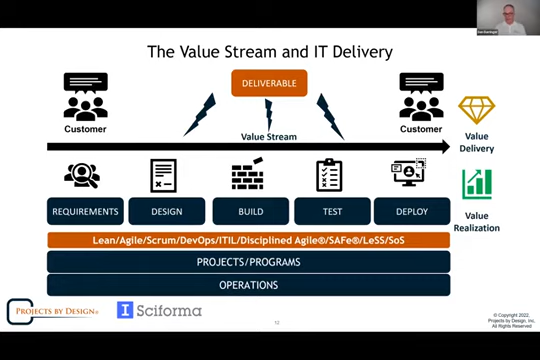 The Value Stream and IT Delivery
DELIVERABLE
Customer
Customer
Value Stream
Value
Delivery
REQUIREMENTS
DESIGN
BUILD
TEST
DEPLOY
Value
Realization
Lean/Agile/Scrum/DevOps/ITIL/Disciplined Agile®/SAFe®/LeSS/SoS
PROJECTS/PROGRAMS
OPERATIONS
PROJECTS BY DESIGN®
Sciforma
12
© Copyright 2022,
Projects by Design, Inc.
All Rights Reserved.